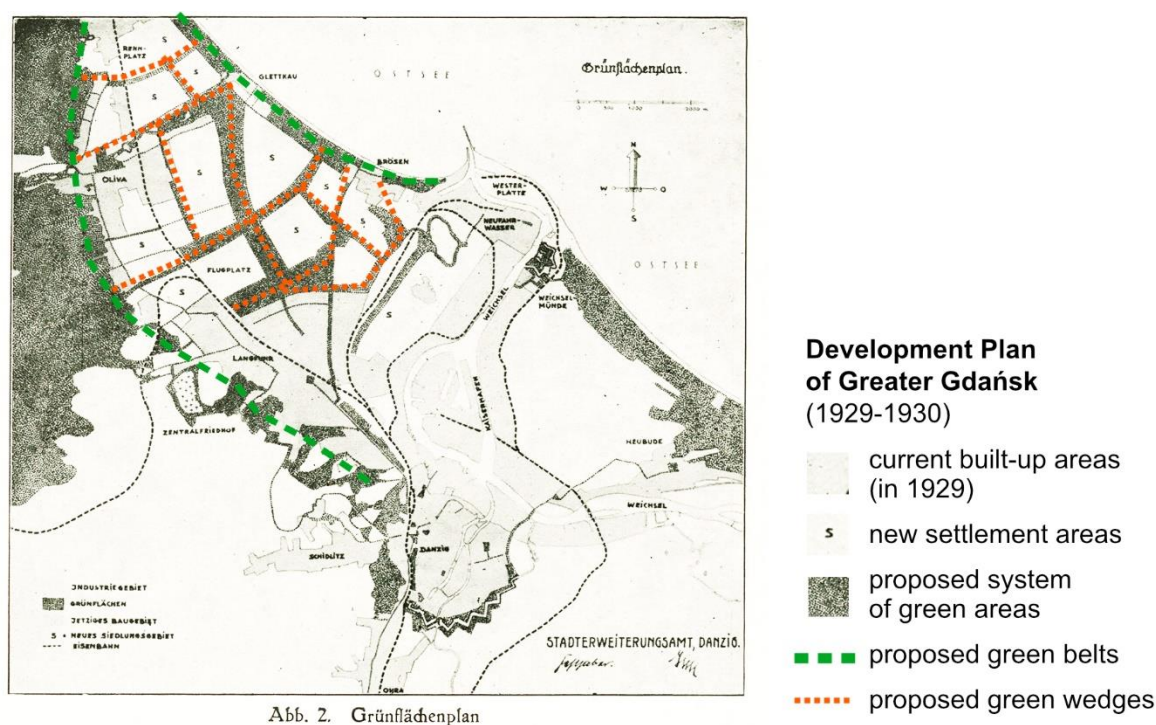 RENNPLATZ
S
S
S
GLETTKAU
OSTSEE
Grünflächenplan.
N
W
O
S
OLIVA
S
S
S
S
S
S
S
BRÖSEN
WESTERPLATTE
NEUFAHRWASSER
OSTSEE
FLUGPLATZ
S
WEICHSEL
WEICHSELMÜNDE
S
LANGFUHR
ZENTRALFRIEDHOF
HEUBUDE
WEICHSEL
SCHIDLITZ
DANZIG
OHRA
INDUSTRIEGEBIET
GRÜNFLÄCHEN
JETZIGES BAUGEBIET
S = NEUES SIEDLUNGSGEBIET
EISENBAHN
STADTERWEITERUNGSAMT, DANZIG.
Abb. 2. Grünflächenplan
Development Plan
of Greater Gdańsk
(1929-1930)
current built-up areas
(in 1929)
S
new settlement areas
proposed system
of green areas
proposed green belts
proposed green wedges